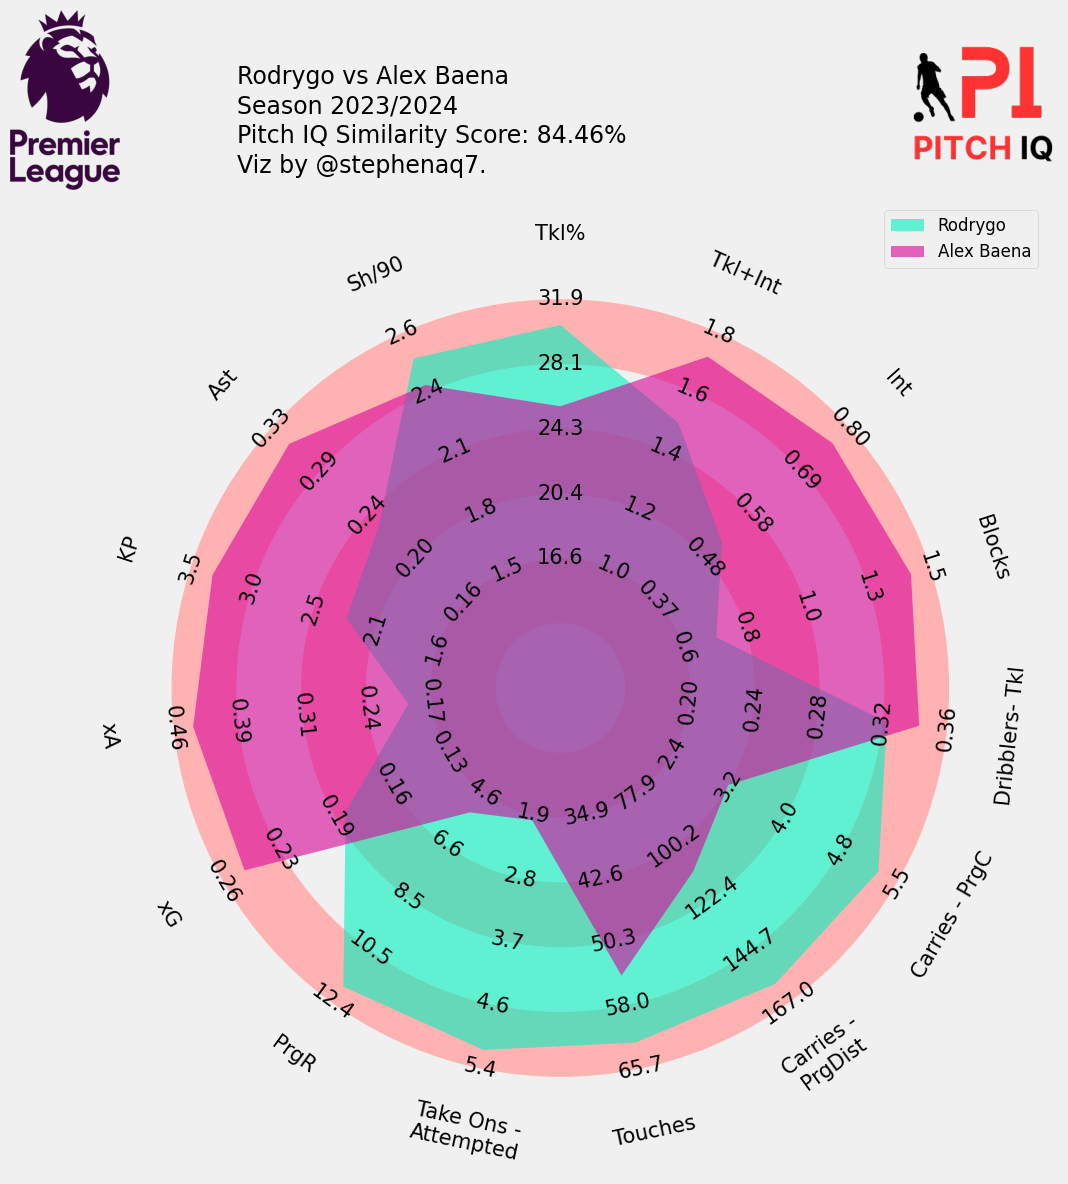 Premier
League
Rodrygo vs Alex Baena
Season 2023/2024
Pitch IQ Similarity Score: 84.46%
Viz by @stephenaq7.
PI
PITCH IQ
Rodrygo
Alex Baena
Tkl%
31.9
28.1
24.3
20.4
16.6
Tkl+Int
1.8
1.6
1.4
1.2
1.0
Int
0.80
0.69
0.58
0.48
0.37
Blocks
1.5
1.3
1.0
0.8
0.6
Dribblers- Tkl
0.36
0.32
0.28
0.24
0.20
Carries - PrgC
5.5
4.8
4.0
3.2
2.4
Carries -
PrgDist
167.0
144.7
122.4
100.2
77.9
Touches
65.7
58.0
50.3
42.6
34.9
Take Ons -
Attempted
5.4
4.6
3.7
2.8
1.9
PrgR
12.4
10.5
8.5
6.6
4.6
xG
0.26
0.23
0.19
0.16
0.13
xA
0.46
0.39
0.31
0.24
0.17
KP
3.5
3.0
2.5
2.1
1.6
Ast
0.33
0.29
0.24
0.20
0.16
Sh/90
2.6
2.4
2.1
1.8
1.5